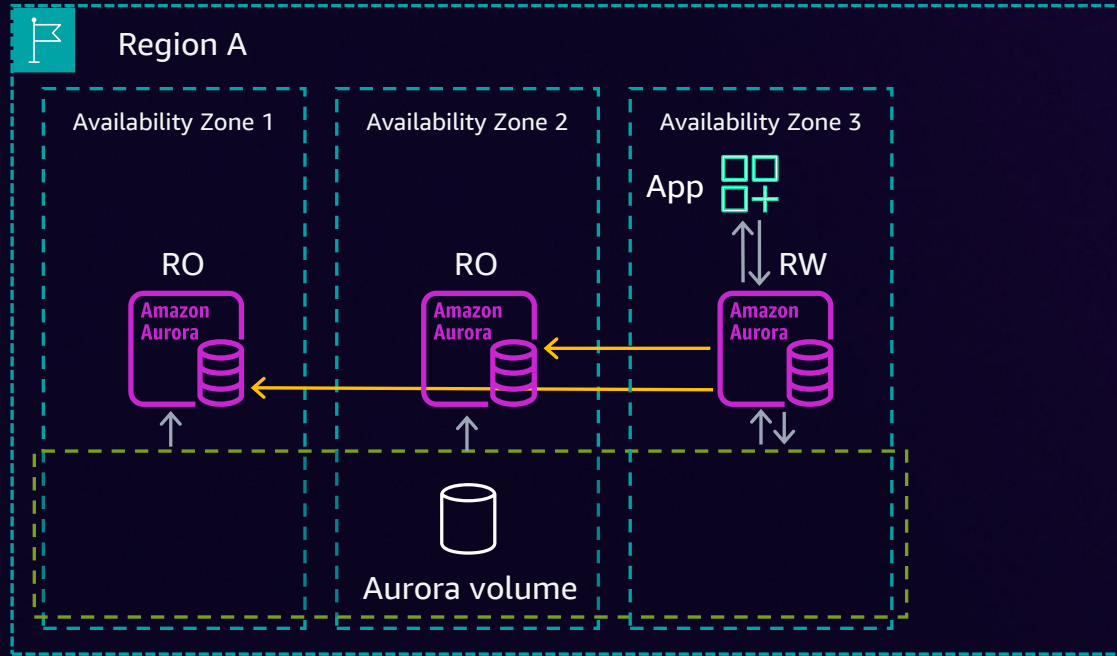 Region A
Availability Zone 1
Availability Zone 2
Availability Zone 3
App
RO
RO
RW
Amazon
Aurora
Amazon
Aurora
Amazon
Aurora
Aurora volume